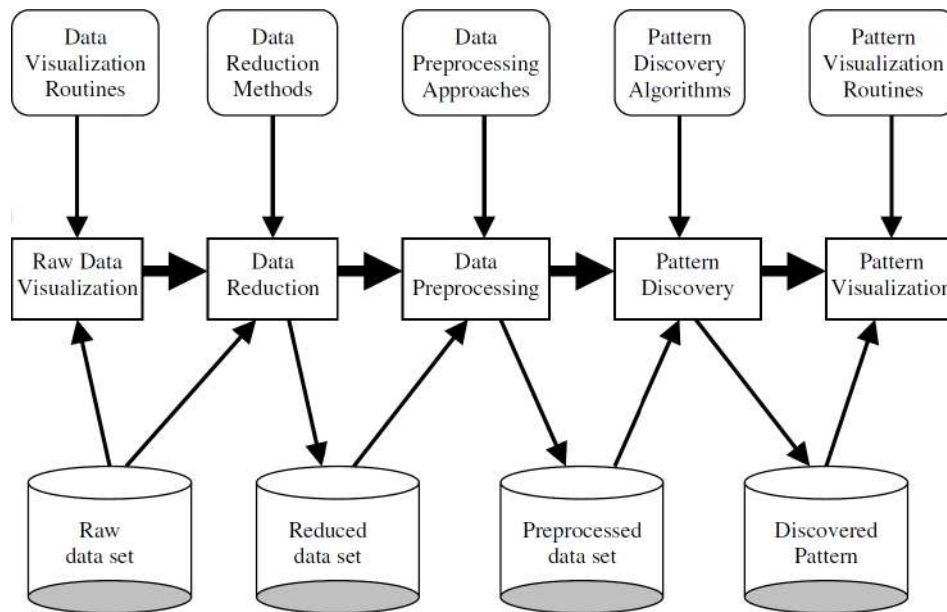 Data
Visualization
Routines
Data
Reduction
Methods
Data
Preprocessing
Approaches
Pattern
Discovery
Algorithms
Pattern
Visualization
Routines
Raw Data
Visualization
Data
Reduction
Data
Preprocessing
Pattern
Discovery
Pattern
Visualization
Raw
data set
Reduced
data set
Preprocessed
data set
Discovered
Pattern